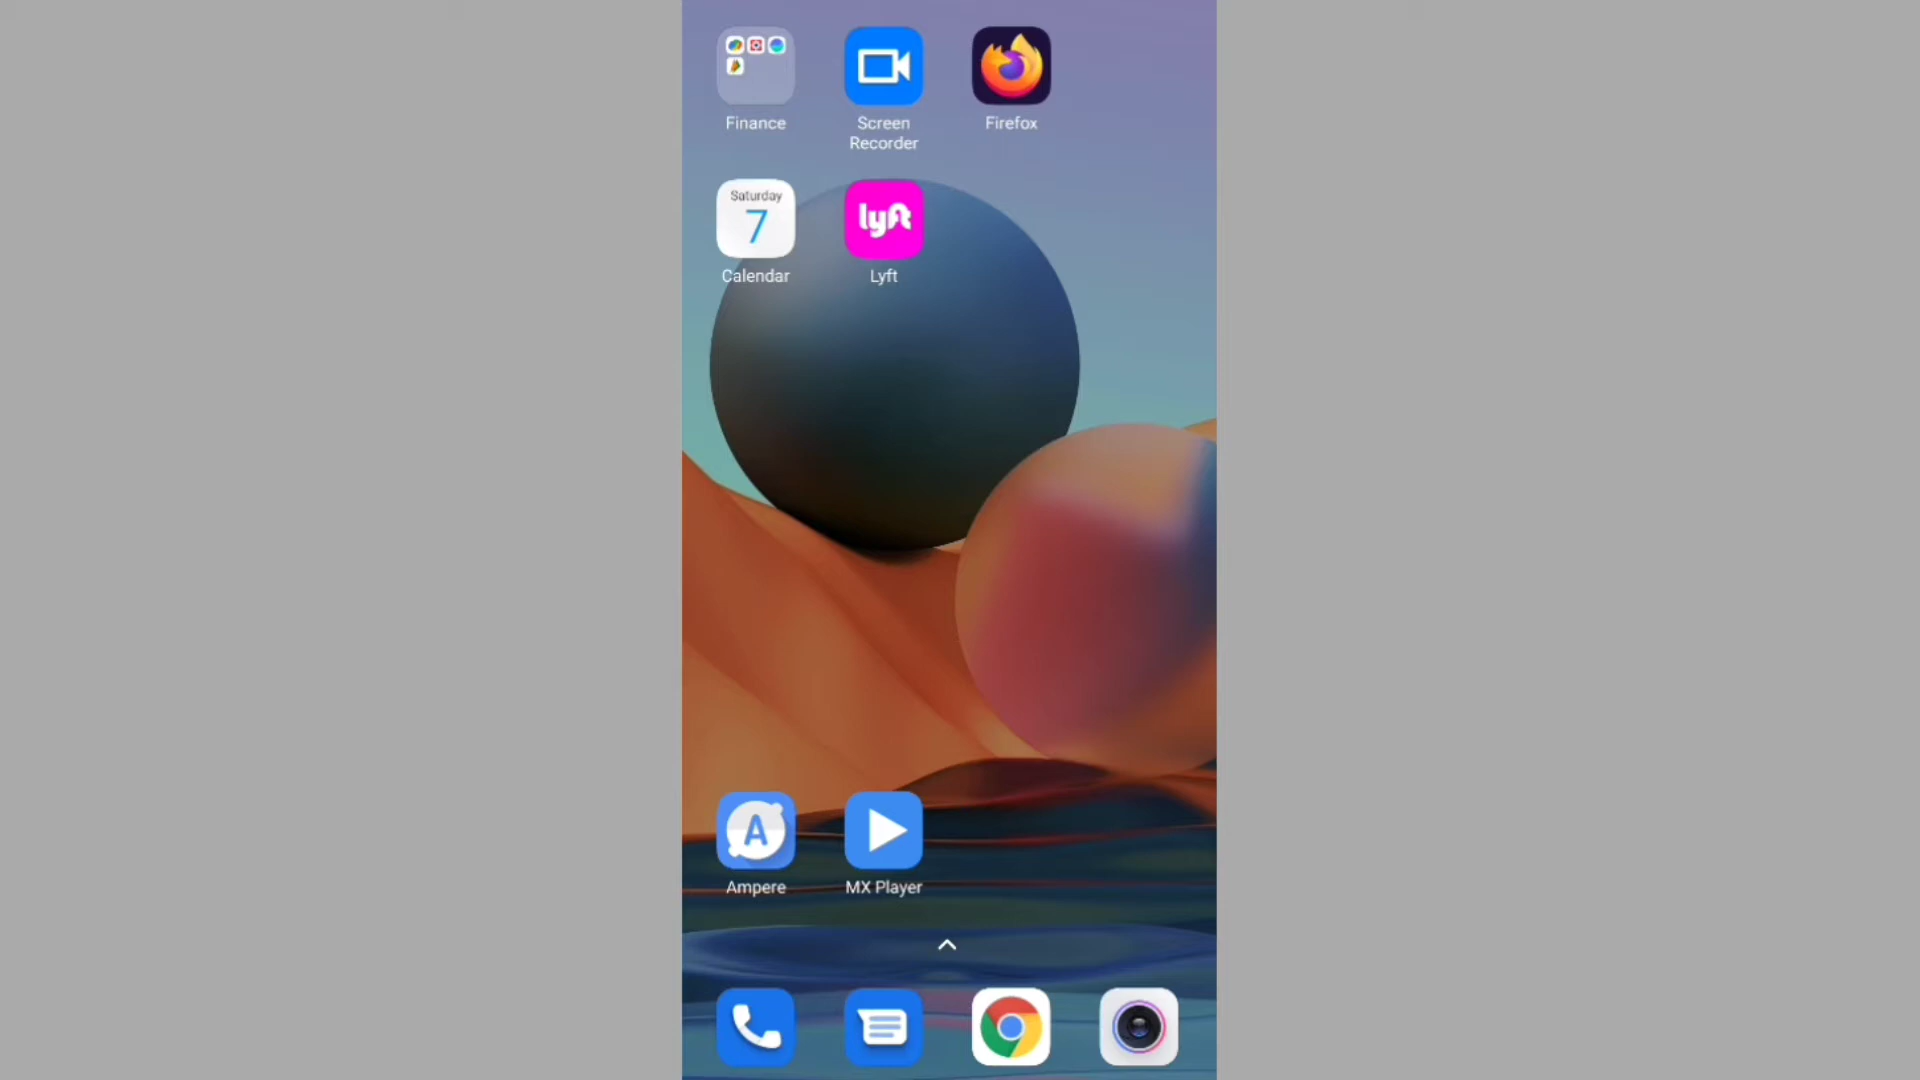 Finance
Screen
Recorder
Firefox
Saturday
7
Calendar
lyft
Lyft
A
Ampere
MX Player